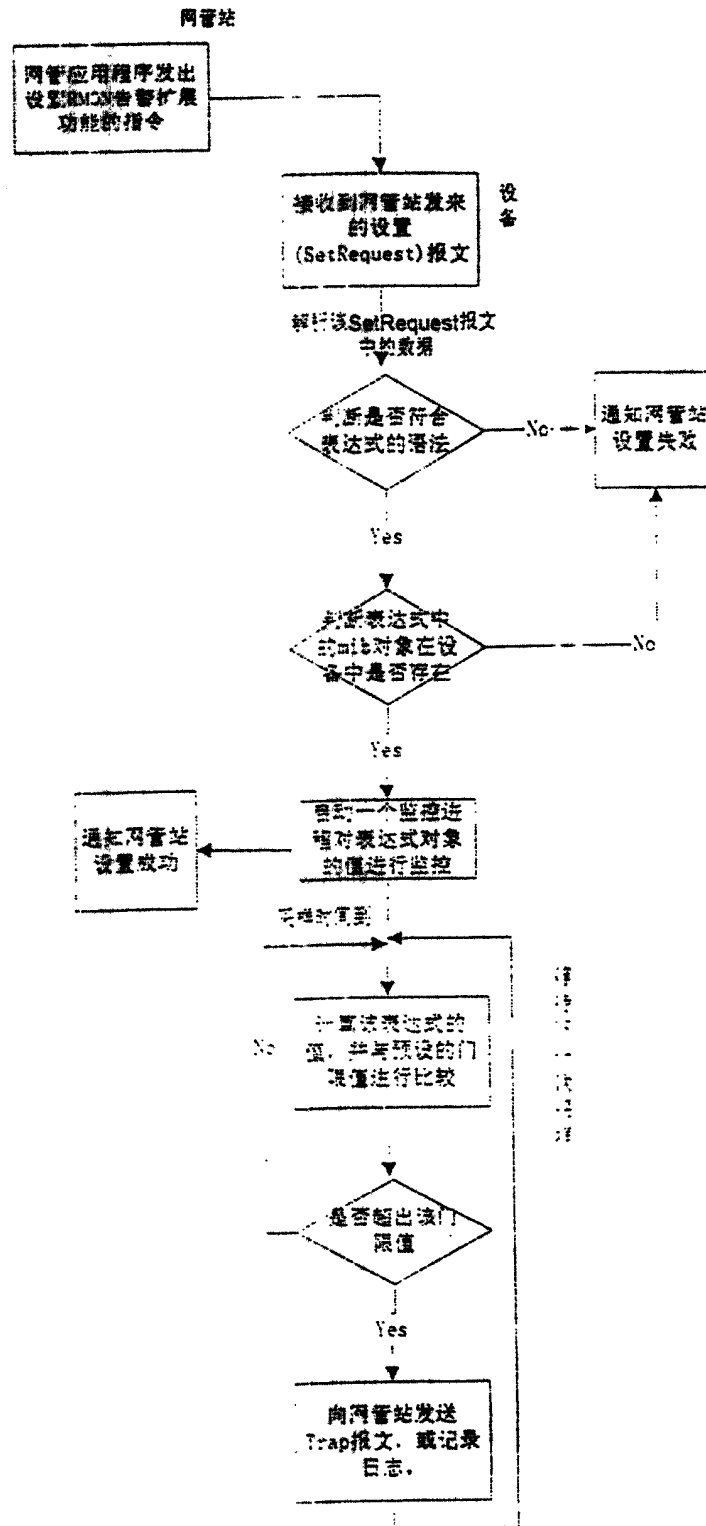 网管站
网管应用程序发出
设置RMON告警扩展
功能的指令
接收到网管站发来
的设置
(SetRequest)报文
设
备
解析该SetRequest报文
中的数据
判断是否符合
表达式的语法
No
通知网管站
设置失败
Yes
判断表达式中
的mib对象在设
备中是否存在
No
Yes
启动一个监控进
程对表达式对象
的值进行监控
通知网管站
设置成功
采样时间到
计算该表达式的
值，并与预设的门
限值进行比较
No
是否超出该门
限值
Yes
向网管站发送
Trap报文，或记录
日志。